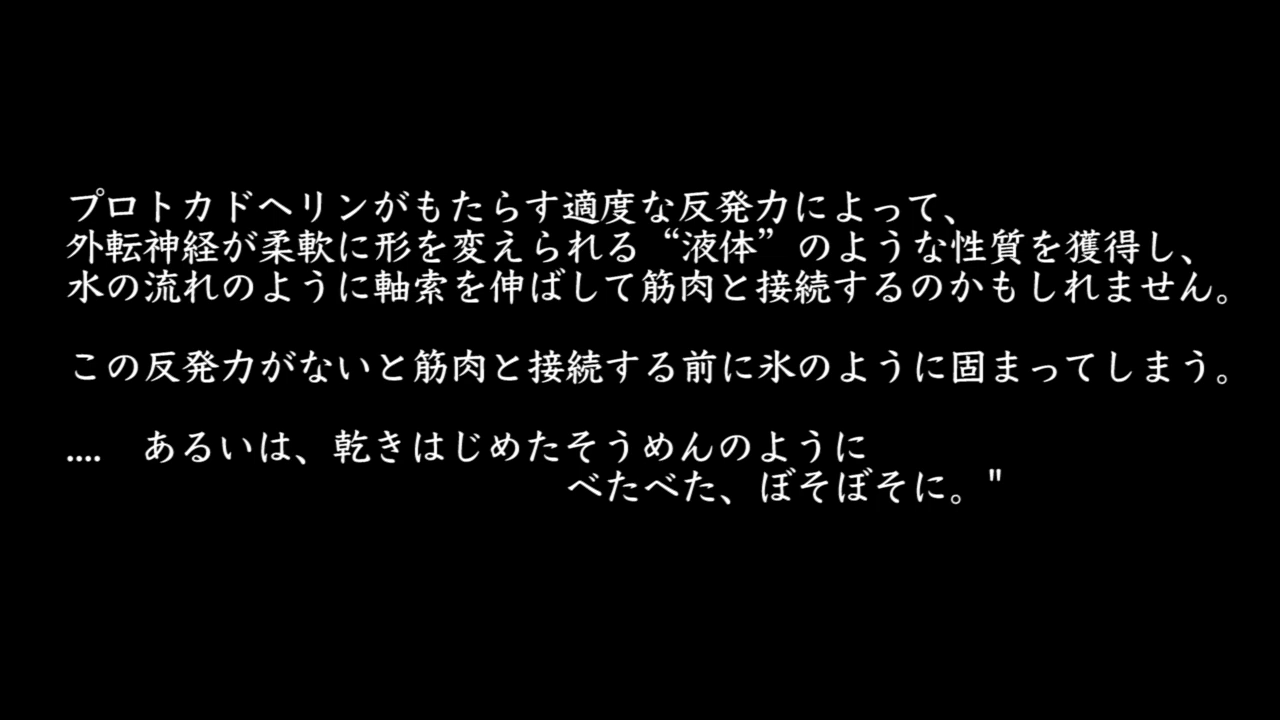 プロトカドヘリンがもたらす適度な反発力によって、
外転神経が柔軟に形を変えられる“液体”のような性質を獲得し、
水の流れのように軸索を伸ばして筋肉と接続するのかもしれません。
この反発力がないと筋肉と接続する前に氷のように固まってしまう。
....　あるいは、乾きはじめたそうめんのように
べたべた、ぼそぼそに。"